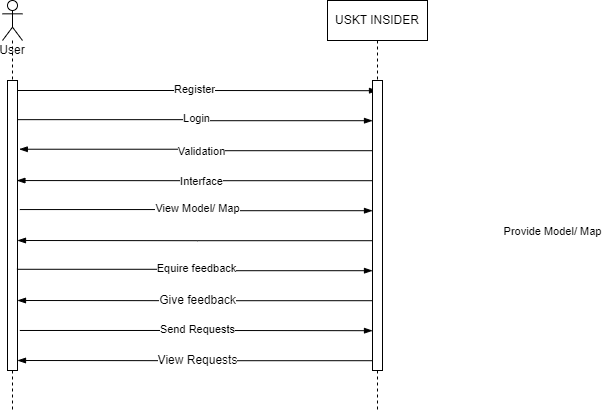 USKT INSIDER
User
Register
Login
Validation
Interface
View Model/ Map
Provide Model/ Map
Equire feedback
Give feedback
Send Requests
View Requests